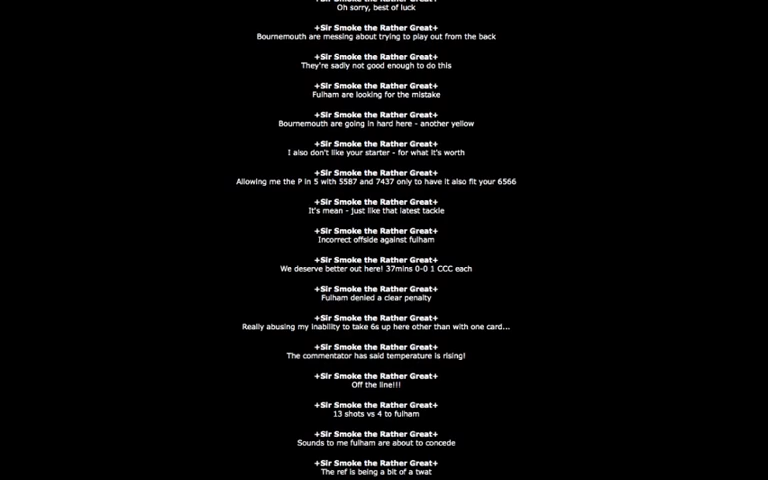 +Sir Smoke the Rather Great+
Oh sorry, best of luck
+Sir Smoke the Rather Great+
Bournemouth are messing about trying to play out from the back
+Sir Smoke the Rather Great+
They're sadly not good enough to do this
+Sir Smoke the Rather Great+
Fulham are looking for the mistake
+Sir Smoke the Rather Great+
Bournemouth are going in hard here - another yellow
+Sir Smoke the Rather Great+
I also don't like your starter - for what it's worth
+Sir Smoke the Rather Great+
Allowing me the P in 5 with 5587 and 7437 only to have it also fit your 6566
+Sir Smoke the Rather Great+
It's mean - just like that latest tackle
+Sir Smoke the Rather Great+
Incorrect offside against fulham
+Sir Smoke the Rather Great+
We deserve better out here! 37mins 0-0 1 CCC each
+Sir Smoke the Rather Great+
Fulham denied a clear penalty
+Sir Smoke the Rather Great+
Really abusing my inability to take 6s up here other than with one card...
+Sir Smoke the Rather Great+
The commentator has said temperature is rising!
+Sir Smoke the Rather Great+
Off the line!!!
+Sir Smoke the Rather Great+
13 shots vs 4 to fulham
+Sir Smoke the Rather Great+
Sounds to me fulham are about to concede
+Sir Smoke the Rather Great+
The ref is being a bit of a twat